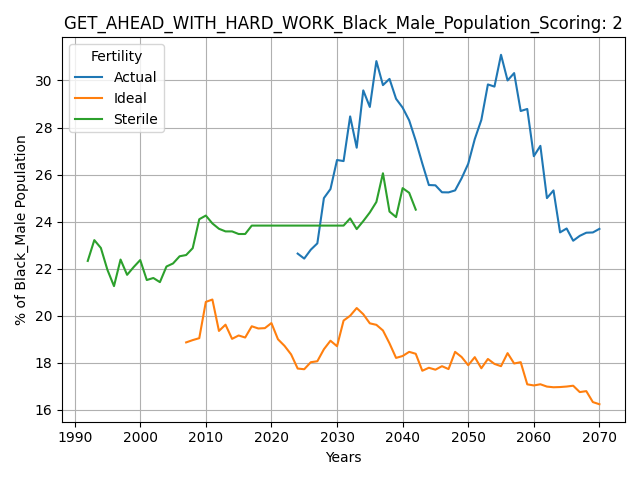 GET_AHEAD_WITH_HARD_WORK_Black_Male_Population_Scoring: 2
Fertility
Actual
Ideal
Sterile
% of Black_Male Population
30
28
26
24
22
20
18
16
1990 2000 2010 2020 2030 2040 2050 2060 2070
Years